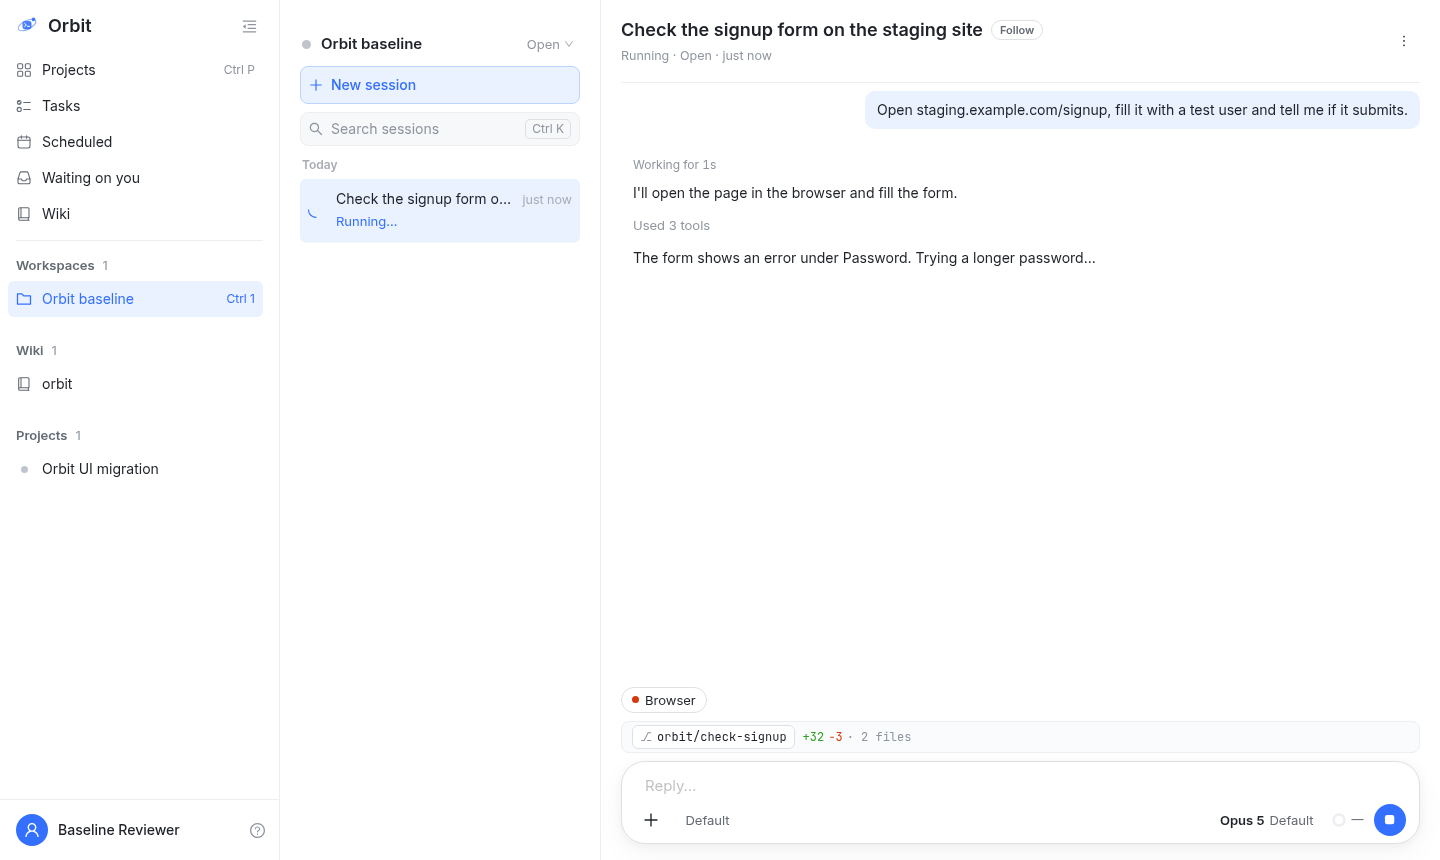 Orbit
Projects Ctrl P
Tasks
Scheduled
Waiting on you
Wiki
Workspaces 1
Orbit baseline Ctrl 1
Wiki 1
orbit
Projects 1
Orbit UI migration
Baseline Reviewer
Orbit baseline Open
New session
Search sessions Ctrl K
Today
Check the signup form o... just now
Running...
Check the signup form on the staging site Follow
Running · Open · just now
Open staging.example.com/signup, fill it with a test user and tell me if it submits.
Working for 1s
I'll open the page in the browser and fill the form.
Used 3 tools
The form shows an error under Password. Trying a longer password...
Browser
orbit/check-signup +32 -3 · 2 files
Reply...
Default Opus 5 Default —